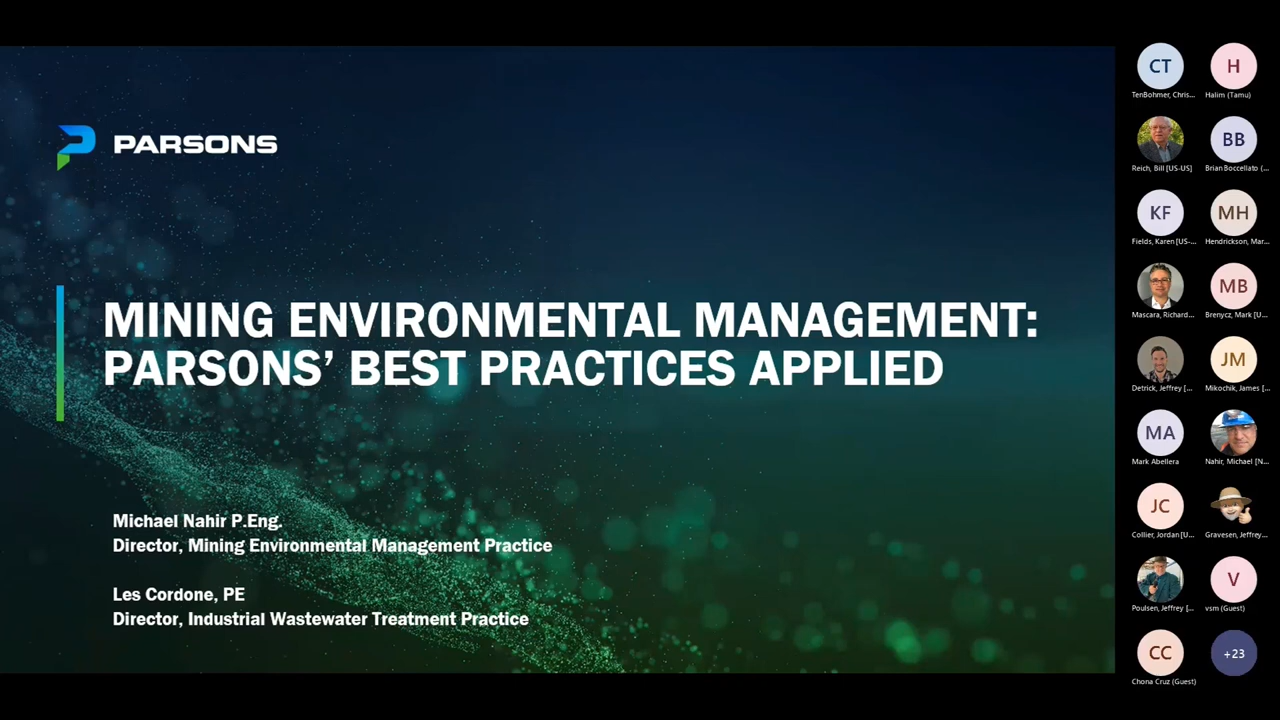 PARSONS
MINING ENVIRONMENTAL MANAGEMENT:
PARSONS’ BEST PRACTICES APPLIED
Michael Nahir P.Eng.
Director, Mining Environmental Management Practice
Les Cordone, PE
Director, Industrial Wastewater Treatment Practice
CT
TenBohmer, Chris...
H
Halim (Tamu)
Reich, Bill [US-US]
BB
Brian Boccellato (...
KF
Fields, Karen [US-...
MH
Hendrickson, Mar...
Mascara, Richard...
MB
Brenycz, Mark [U...
Detrick, Jeffrey [...
JM
Mikochik, James [...
MA
Mark Abellera
Nahir, Michael [N...
JC
Collier, Jordan [U...
Gravesen, Jeffrey...
Poulsen, Jeffrey [...
V
vsm (Guest)
CC
Chona Cruz (Guest)
+23